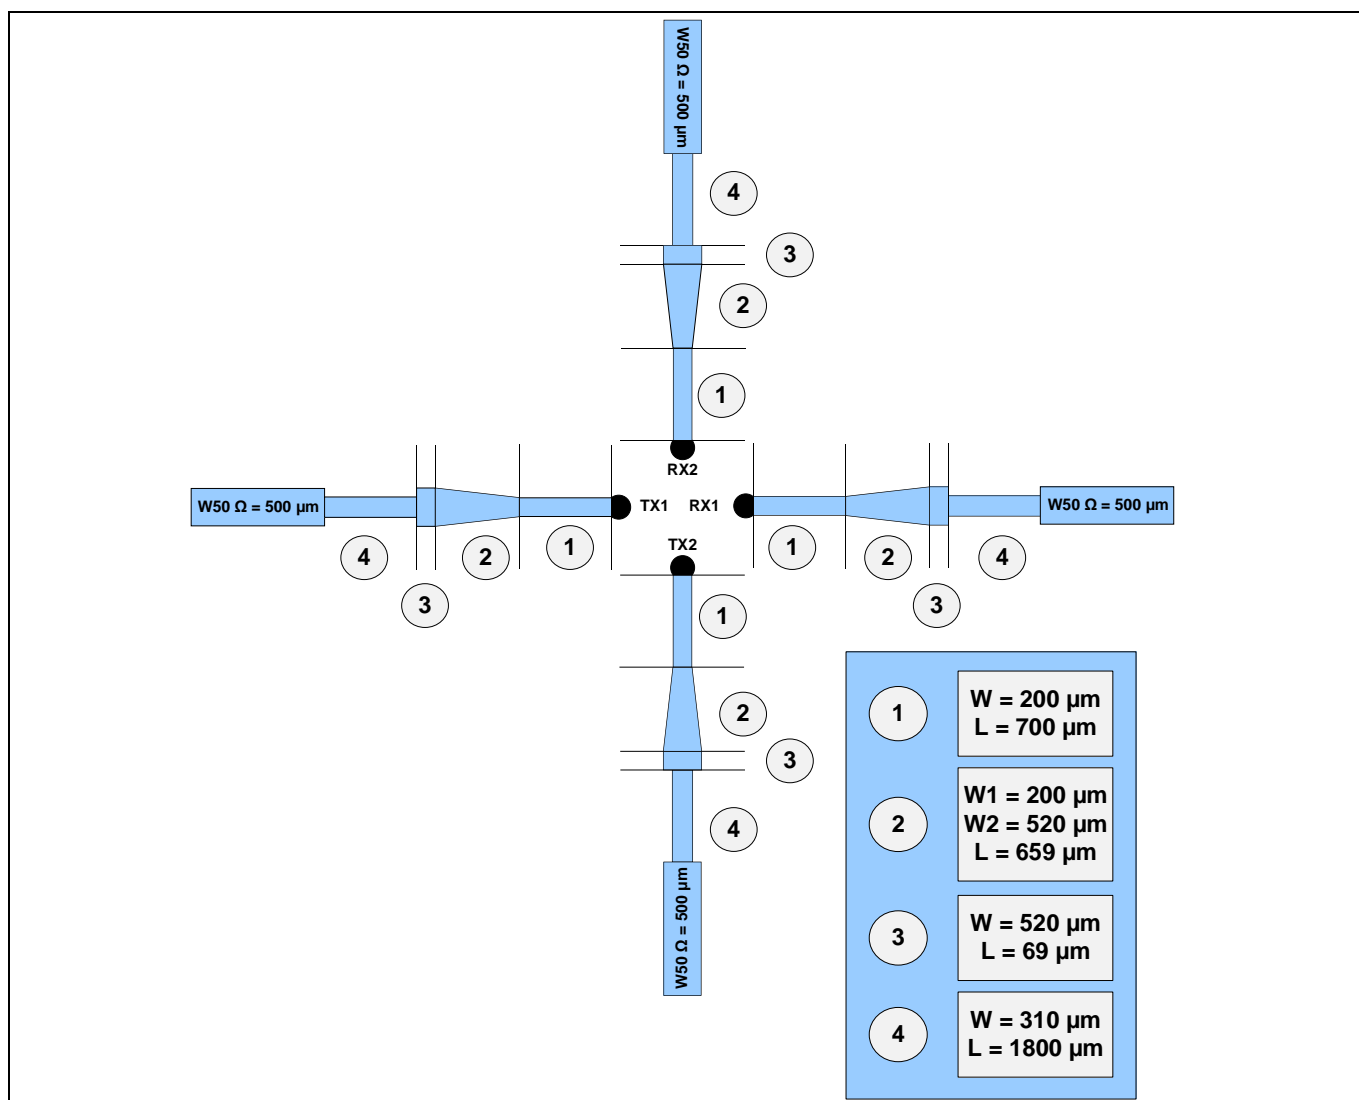 W50 Ω = 500 µm
4
3
2
1
RX2
W50 Ω = 500 µm
TX1
RX1
W50 Ω = 500 µm
4
2
1
TX2
1
2
4
3
1
3
2
3
4
W50 Ω = 500 µm
1
W = 200 µm
L = 700 µm
2
W1 = 200 µm
W2 = 520 µm
L = 659 µm
3
W = 520 µm
L = 69 µm
4
W = 310 µm
L = 1800 µm